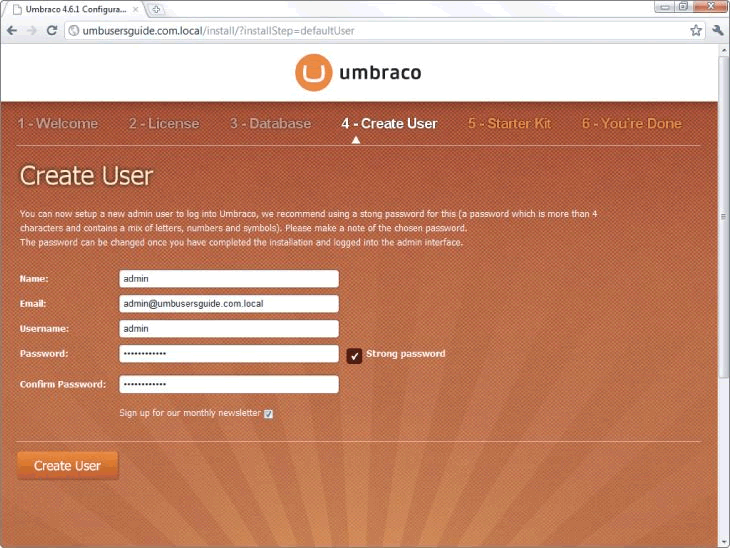 Umbraco 4.6.1 Configura...
umbusersguide.com.local/install/?installStep=defaultUser
umbraco
1 - Welcome 2 - License 3 - Database 4 - Create User 5 - Starter Kit 6 - You're Done
Create User
You can now setup a new admin user to log into Umbraco, we recommend using a stong password for this (a password which is more than 4
characters and contains a mix of letters, numbers and symbols). Please make a note of the chosen password.
The password can be changed once you have completed the installation and logged into the admin interface.
Name: admin
Email: admin@umbusersguide.com.local
Username: admin
Password: •••••••••••• Strong password
Confirm Password: ••••••••••••
Sign up for our monthly newsletter
Create User